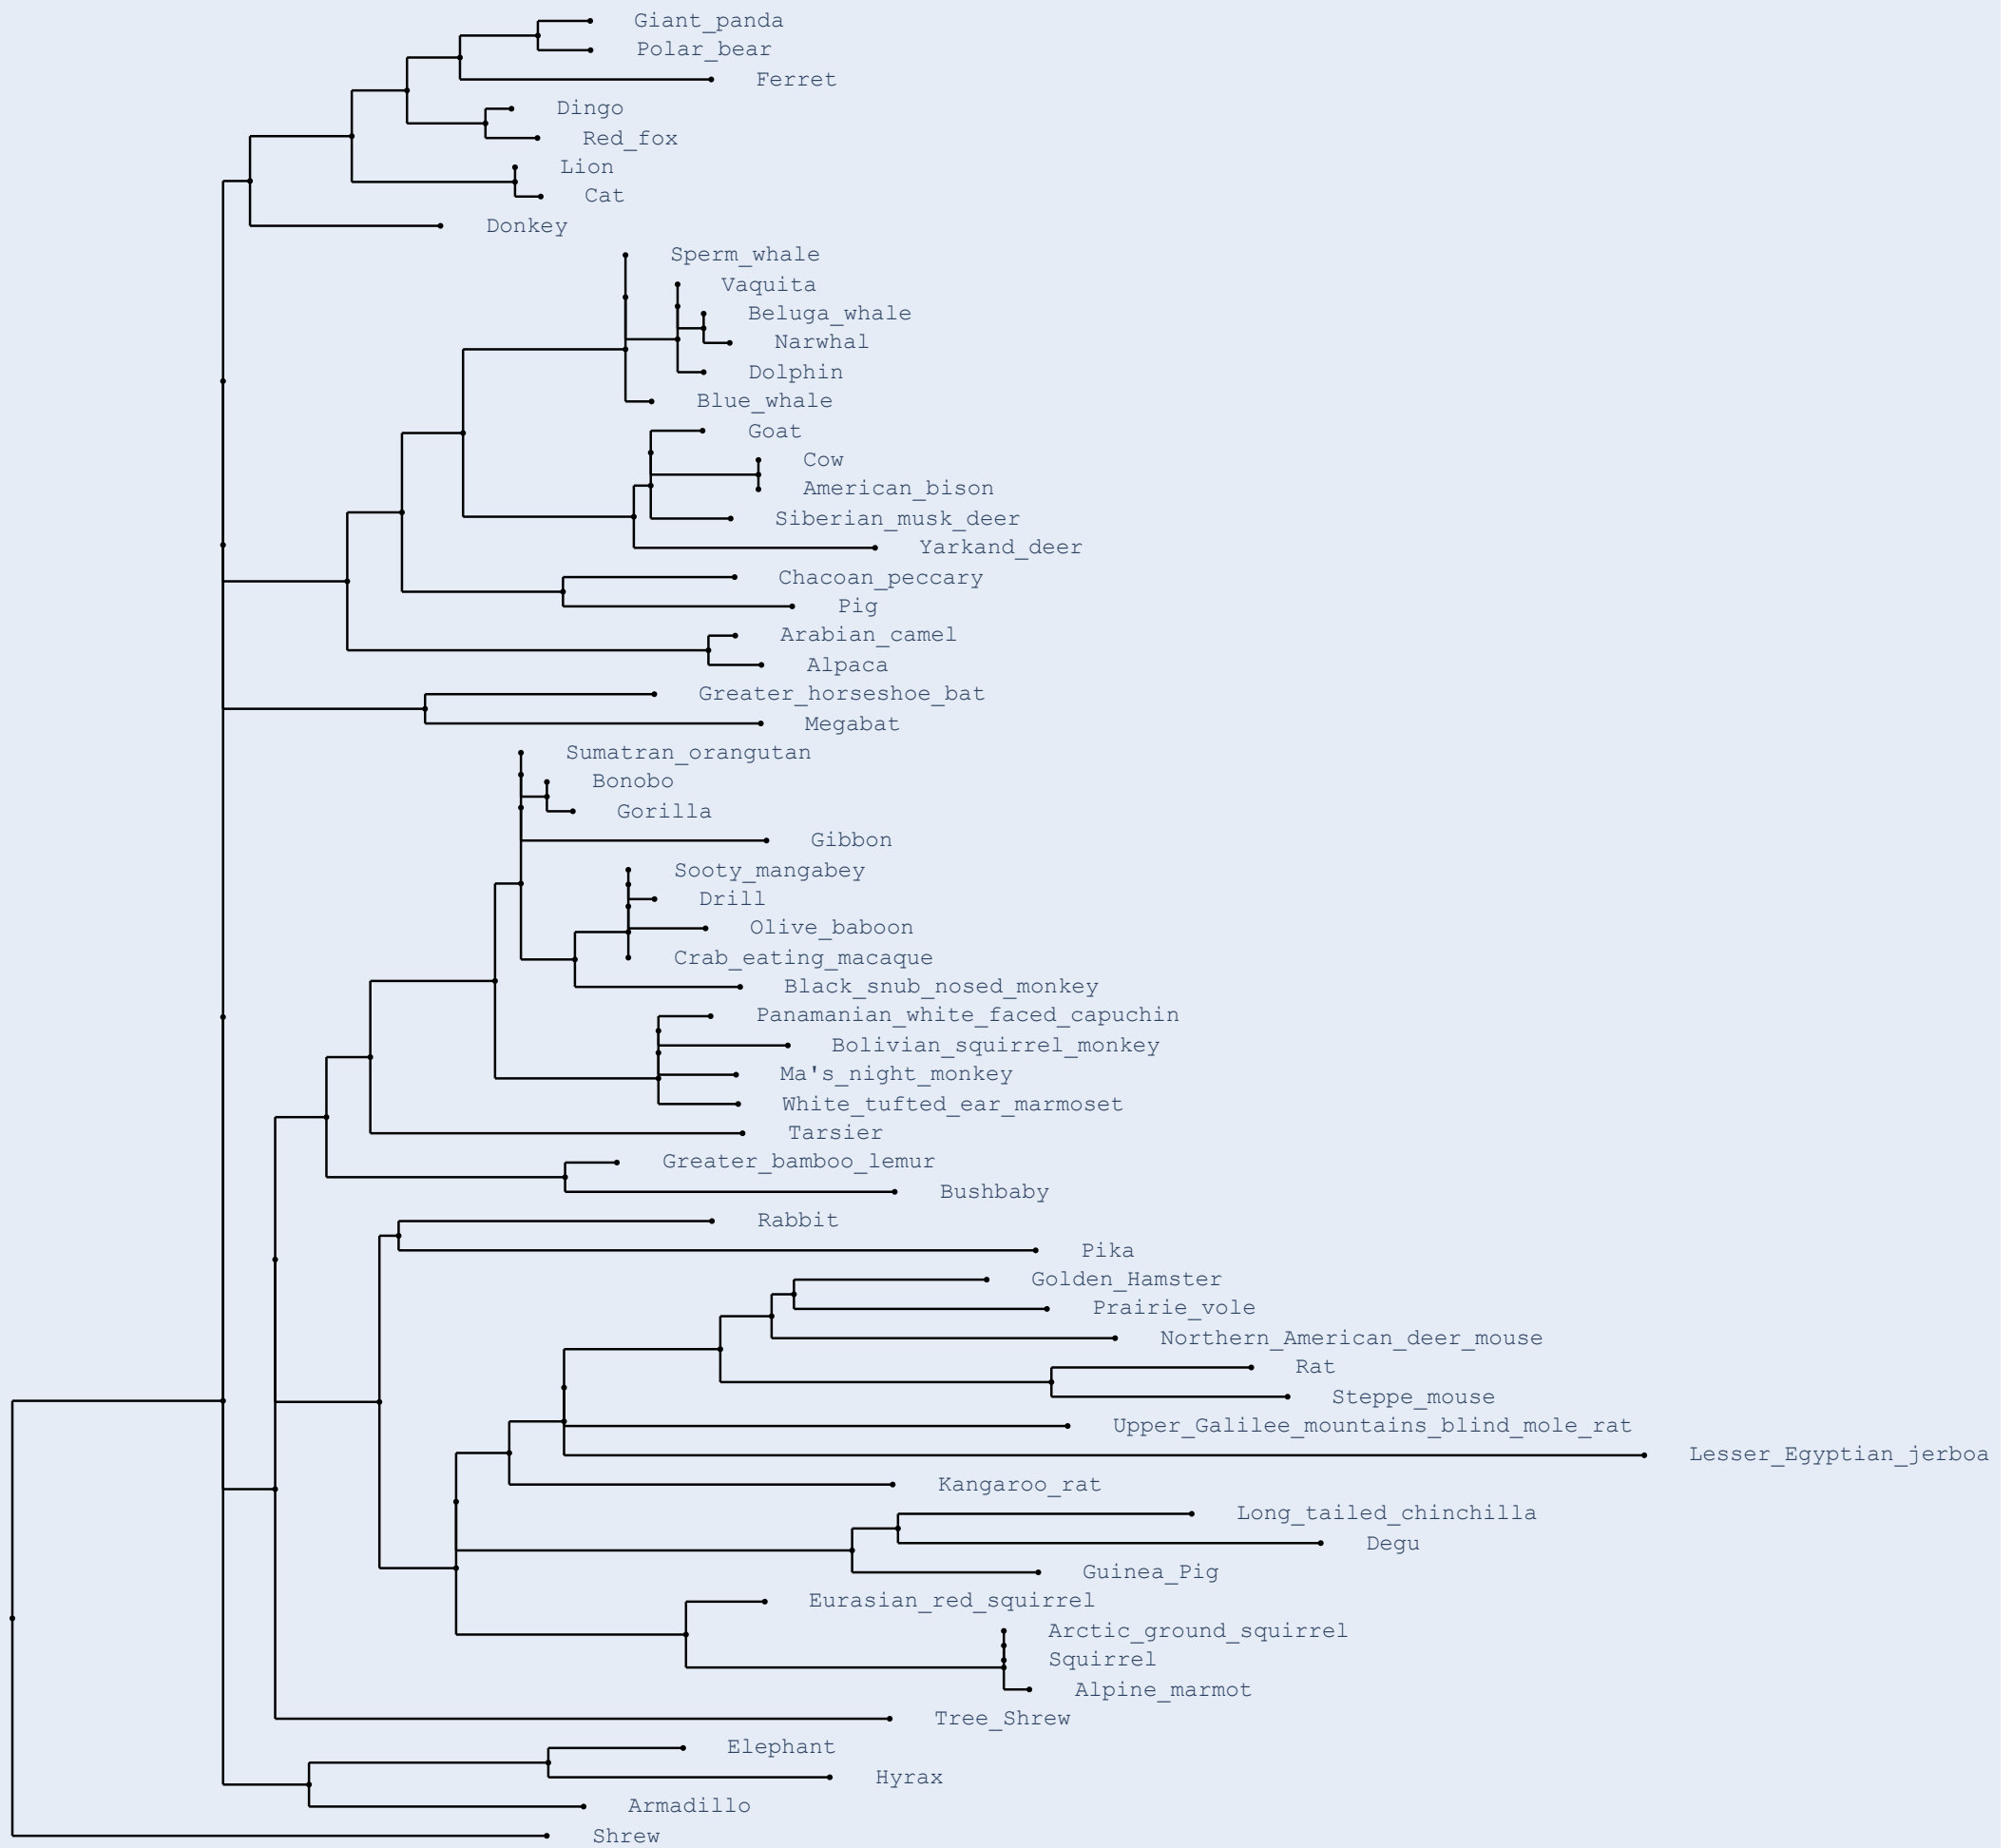 Giant_panda
Polar_bear
Ferret
Dingo
Red_fox
Lion
Cat
Donkey
Sperm_whale
Vaquita
Beluga_whale
Narwhal
Dolphin
Blue_whale
Goat
Cow
American_bison
Siberian_musk_deer
Yarkand_deer
Chacoan_peccary
Pig
Arabian_camel
Alpaca
Greater_horseshoe_bat
Megabat
Sumatran_orangutan
Bonobo
Gorilla
Gibbon
Sooty_mangabey
Drill
Olive_baboon
Crab_eating_macaque
Black_snub_nosed_monkey
Panamanian_white_faced_capuchin
Bolivian_squirrel_monkey
Ma's_night_monkey
White_tufted_ear_marmoset
Tarsier
Greater_bamboo_lemur
Bushbaby
Rabbit
Pika
Golden_Hamster
Prairie_vole
Northern_American_deer_mouse
Rat
Steppe_mouse
Upper_Galilee_mountains_blind_mole_rat
Lesser_Egyptian_jerboa
Kangaroo_rat
Long_tailed_chinchilla
Degu
Guinea_Pig
Eurasian_red_squirrel
Arctic_ground_squirrel
Squirrel
Alpine_marmot
Tree_Shrew
Elephant
Hyrax
Armadillo
Shrew